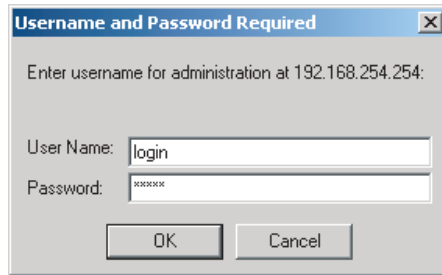 Username and Password Required
Enter username for administration at 192.168.254.254:
User Name: login
Password: *****
OK Cancel